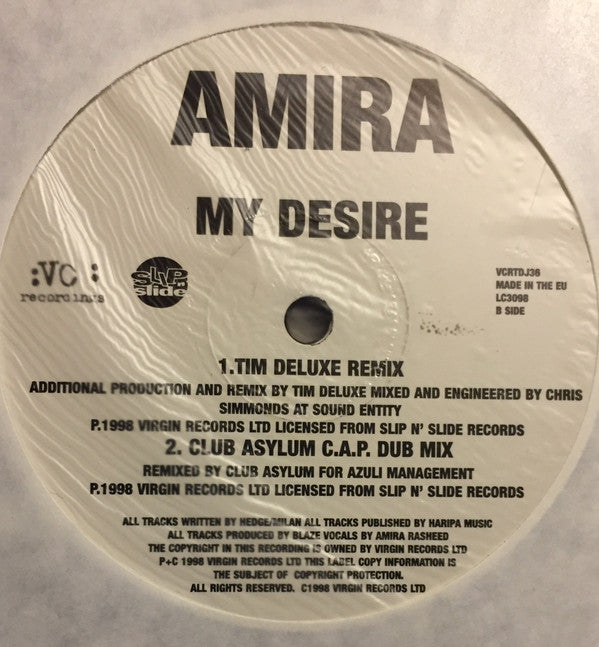 AMIRA
MY DESIRE
:VC :
recordings
SLIP
n
slide
VCRTDJ36
MADE IN THE EU
LC3098
B SIDE
1.TIM DELUXE REMIX
ADDITIONAL PRODUCTION AND REMIX BY TIM DELUXE MIXED AND ENGINEERED BY CHRIS
SIMMONDS AT SOUND ENTITY
P.1998 VIRGIN RECORDS LTD LICENSED FROM SLIP N' SLIDE RECORDS
2. CLUB ASYLUM C.A.P. DUB MIX
REMIXED BY CLUB ASYLUM FOR AZULI MANAGEMENT
P.1998 VIRGIN RECORDS LTD LICENSED FROM SLIP N' SLIDE RECORDS
ALL TRACKS WRITTEN BY HEDGE/MILAN ALL TRACKS PUBLISHED BY HARIPA MUSIC
ALL TRACKS PRODUCED BY BLAZE VOCALS BY AMIRA RASHEED
THE COPYRIGHT IN THIS RECORDING IS OWNED BY VIRGIN RECORDS LTD
P+C 1998 VIRGIN RECORDS LTD THIS LABEL COPY INFORMATION IS
THE SUBJECT OF COPYRIGHT PROTECTION.
ALL RIGHTS RESERVED. C1998 VIRGIN RECORDS LTD